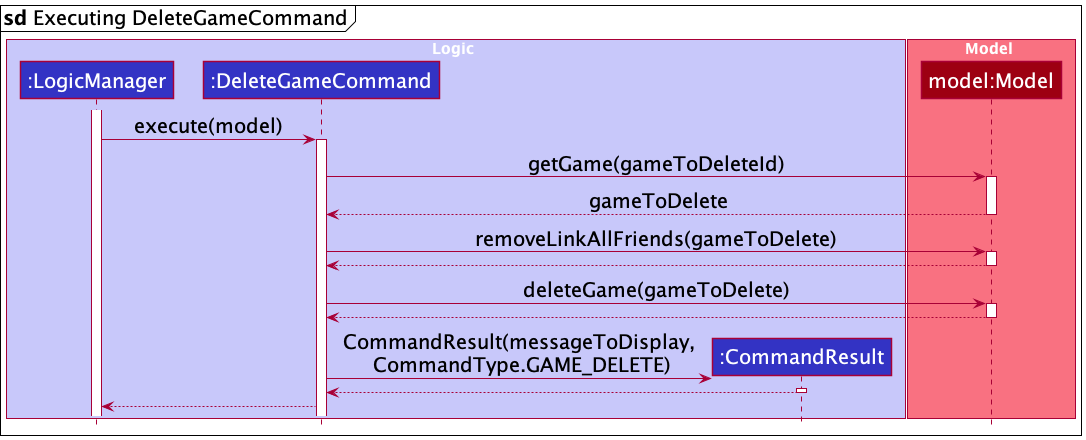 sd Executing DeleteGameCommand
Logic
Model
:LogicManager
:DeleteGameCommand
model:Model
execute(model)
getGame(gameToDeleteId)
gameToDelete
removeLinkAllFriends(gameToDelete)
deleteGame(gameToDelete)
CommandResult(messageToDisplay,
CommandType.GAME_DELETE)
:CommandResult